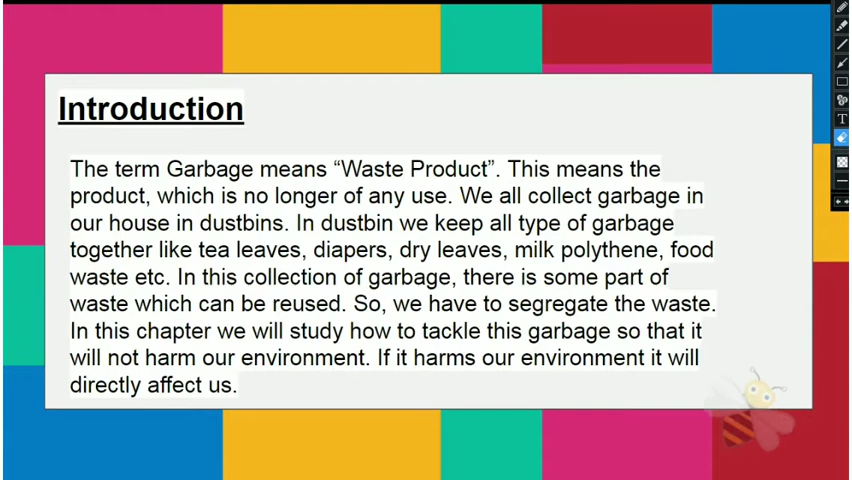 Introduction
The term Garbage means “Waste Product”. This means the
product, which is no longer of any use. We all collect garbage in
our house in dustbins. In dustbin we keep all type of garbage
together like tea leaves, diapers, dry leaves, milk polythene, food
waste etc. In this collection of garbage, there is some part of
waste which can be reused. So, we have to segregate the waste.
In this chapter we will study how to tackle this garbage so that it
will not harm our environment. If it harms our environment it will
directly affect us.
T